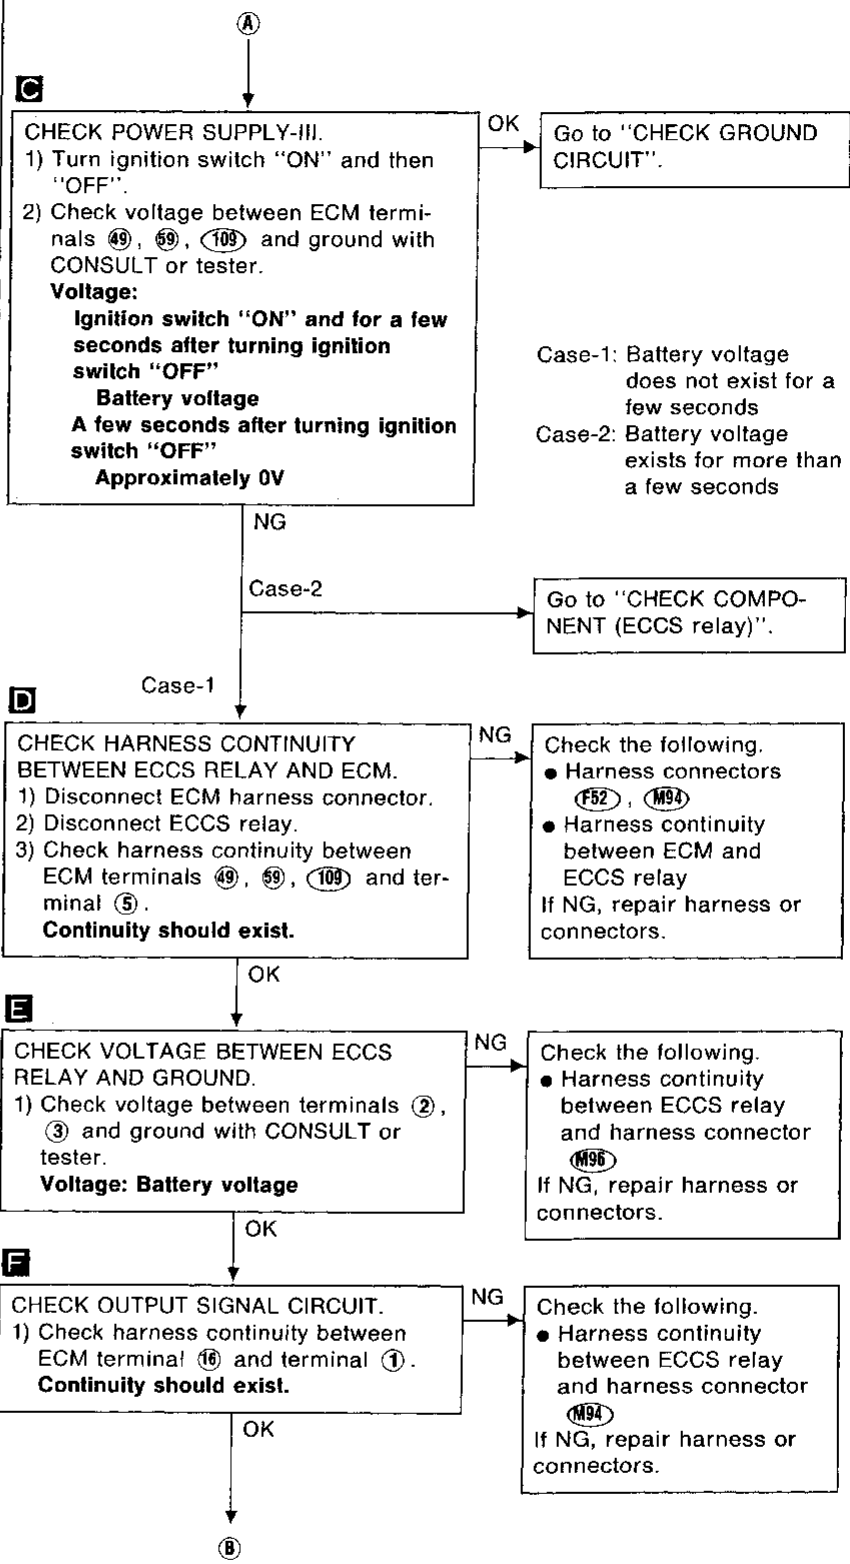 A
C
CHECK POWER SUPPLY-III.
1) Turn ignition switch "ON" and then
"OFF".
2) Check voltage between ECM termi-
nals 49, 59, 109 and ground with
CONSULT or tester.
Voltage:
Ignition switch "ON" and for a few
seconds after turning ignition
switch "OFF"
Battery voltage
A few seconds after turning ignition
switch "OFF"
Approximately 0V
OK
Go to "CHECK GROUND
CIRCUIT".
Case-1: Battery voltage
does not exist for a
few seconds
Case-2: Battery voltage
exists for more than
a few seconds
NG
Case-2
Go to "CHECK COMPO-
NENT (ECCS relay)".
Case-1
D
CHECK HARNESS CONTINUITY
BETWEEN ECCS RELAY AND ECM.
1) Disconnect ECM harness connector.
2) Disconnect ECCS relay.
3) Check harness continuity between
ECM terminals 49, 59, 109 and ter-
minal 5.
Continuity should exist.
NG
Check the following.
● Harness connectors
F52, M94
● Harness continuity
between ECM and
ECCS relay
If NG, repair harness or
connectors.
OK
E
CHECK VOLTAGE BETWEEN ECCS
RELAY AND GROUND.
1) Check voltage between terminals 2,
3 and ground with CONSULT or
tester.
Voltage: Battery voltage
NG
Check the following.
● Harness continuity
between ECCS relay
and harness connector
M96
If NG, repair harness or
connectors.
OK
F
CHECK OUTPUT SIGNAL CIRCUIT.
1) Check harness continuity between
ECM terminal 16 and terminal 1.
Continuity should exist.
NG
Check the following.
● Harness continuity
between ECCS relay
and harness connector
M94
If NG, repair harness or
connectors.
OK
B